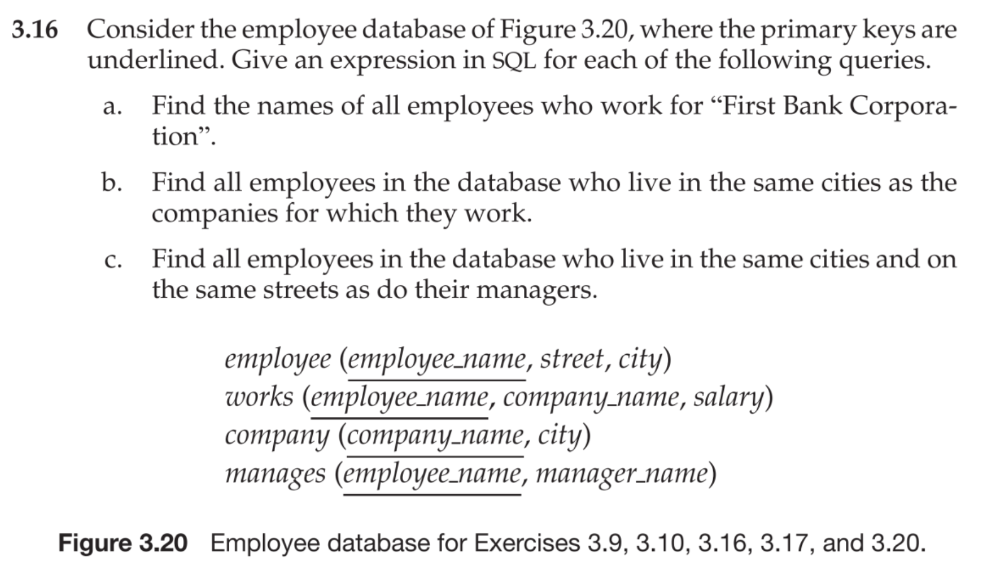 3.16 Consider the employee database of Figure 3.20, where the primary keys are
underlined. Give an expression in SQL for each of the following queries.
a. Find the names of all employees who work for “First Bank Corpora-
tion”.
b. Find all employees in the database who live in the same cities as the
companies for which they work.
c. Find all employees in the database who live in the same cities and on
the same streets as do their managers.
employee (employee_name, street, city)
works (employee_name, company_name, salary)
company (company_name, city)
manages (employee_name, manager_name)
Figure 3.20 Employee database for Exercises 3.9, 3.10, 3.16, 3.17, and 3.20.